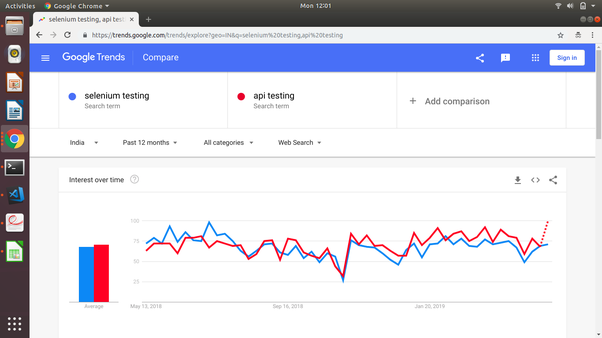 Activities
Google Chrome
Mon 12:01
selenium testing, api test
https://trends.google.com/trends/explore?geo=IN&q=selenium%20testing,api%20testing
Google Trends
Compare
Sign in
selenium testing
Search term
api testing
Search term
+ Add comparison
India
Past 12 months
All categories
Web Search
Interest over time
?
100
75
50
25
Average
May 13, 2018
Sep 16, 2018
Jan 20, 2019